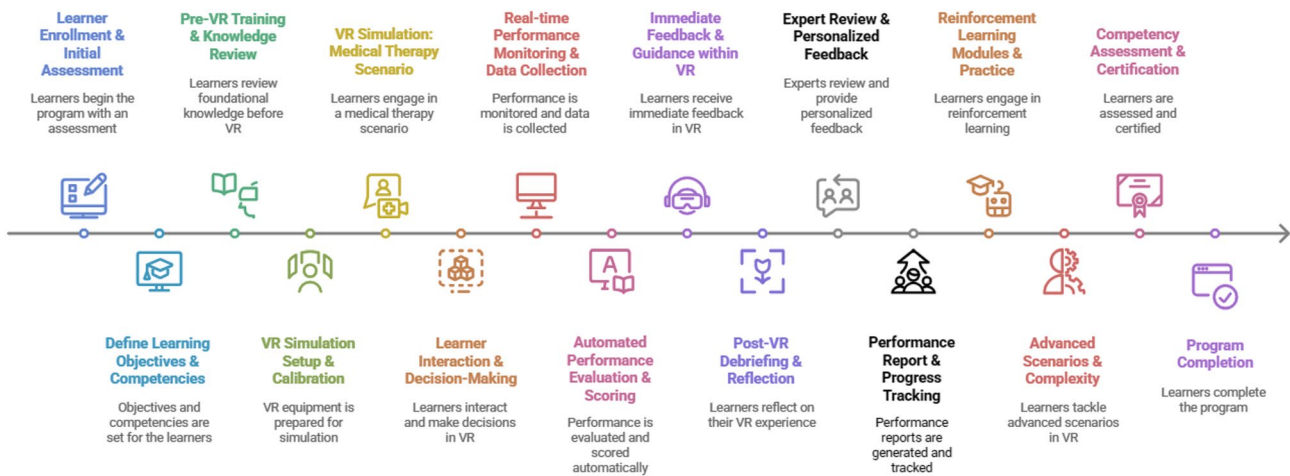 Learner
Enrollment &
Initial
Assessment
Learners begin the
program with an
assessment
Pre-VR Training
& Knowledge
Review
Learners review
foundational
knowledge before
VR
VR Simulation:
Medical Therapy
Scenario
Learners engage in
a medical therapy
scenario
Real-time
Performance
Monitoring &
Data Collection
Performance is
monitored and data
is collected
Immediate
Feedback &
Guidance within
VR
Learners receive
immediate feedback
in VR
Expert Review &
Personalized
Feedback
Experts review and
provide
personalized
feedback
Reinforcement
Learning
Modules &
Practice
Learners engage in
reinforcement
learning
Competency
Assessment &
Certification
Learners are
assessed and
certified
A
Define Learning
Objectives &
Competencies
Objectives and
competencies are
set for the learners
VR Simulation
Setup &
Calibration
VR equipment is
prepared for
simulation
Learner
Interaction &
Decision-Making
Learners interact
and make decisions
in VR
Automated
Performance
Evaluation &
Scoring
Performance is
evaluated and
scored
automatically
Post-VR
Debriefing &
Reflection
Learners reflect on
their VR experience
Performance
Report &
Progress
Tracking
Performance
reports are
generated and
tracked
Advanced
Scenarios &
Complexity
Learners tackle
advanced scenarios
in VR
Program
Completion
Learners complete
the program